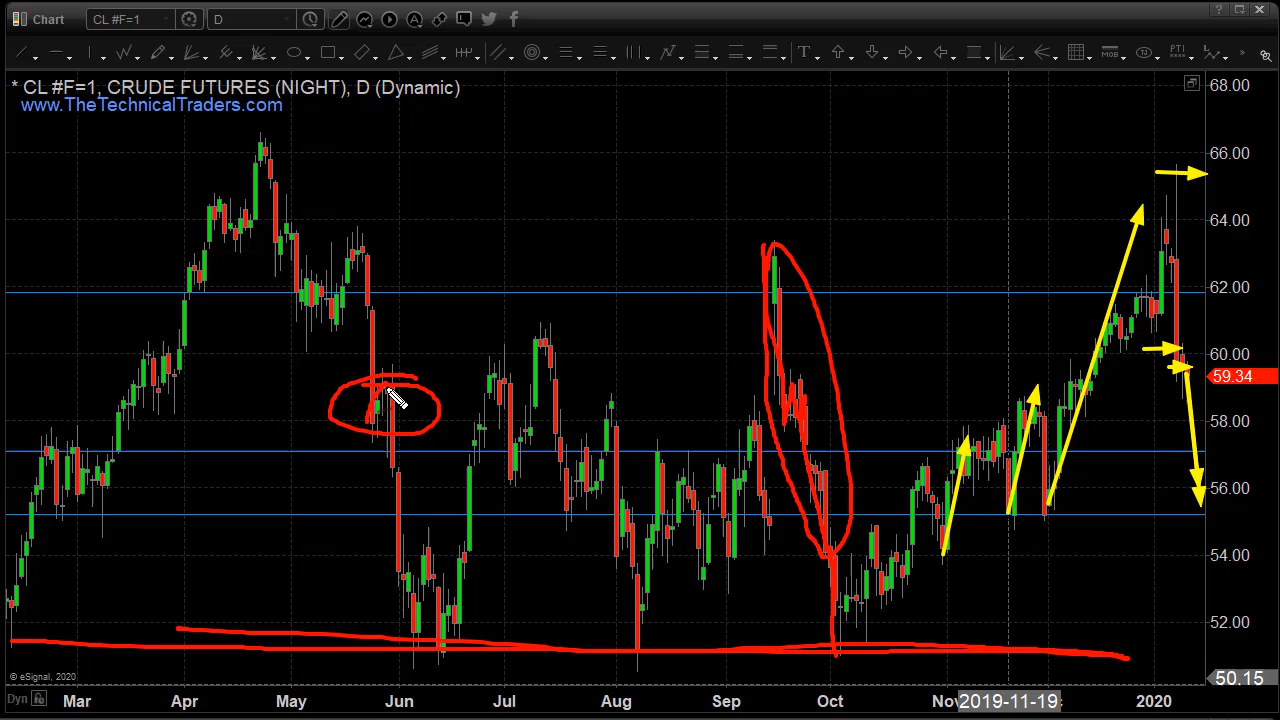 Chart CL #F=1 D
T A MOB PTI
* CL #F=1, CRUDE FUTURES (NIGHT), D (Dynamic)
www.TheTechnicalTraders.com
68.00
66.00
64.00
62.00
60.00
59.34
58.00
56.00
54.00
52.00
50.15
© eSignal, 2020
Dyn Mar Apr May Jun Jul Aug Sep Oct Nov 2019-11-19 2020